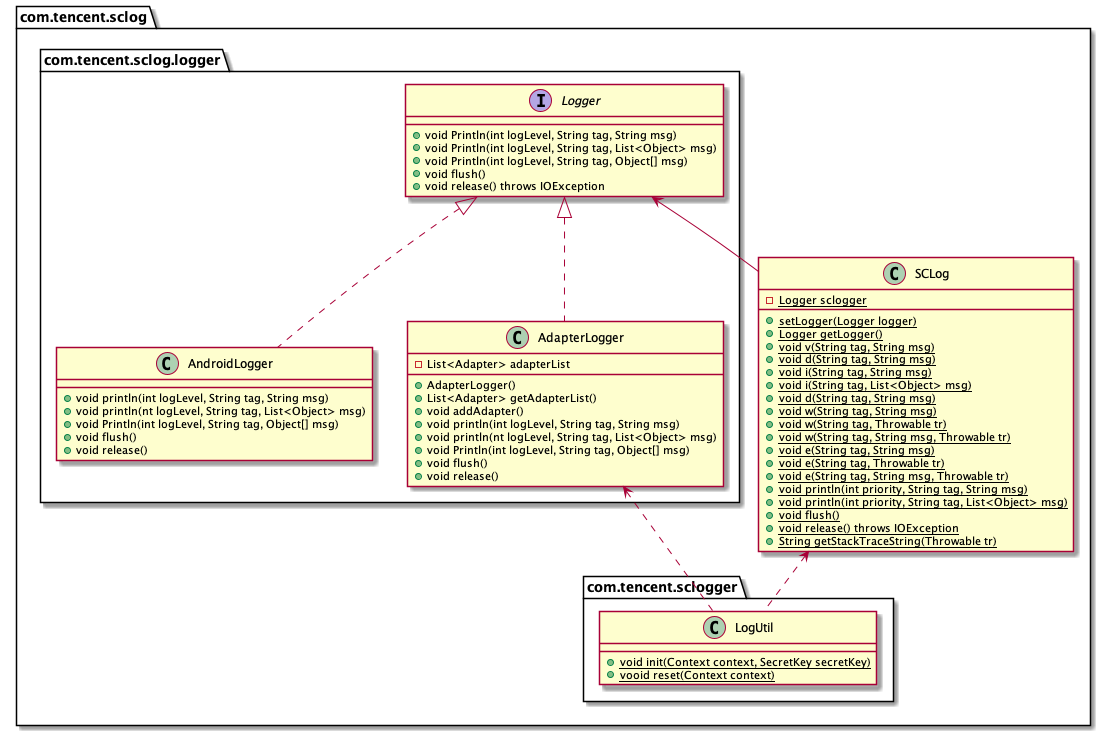 com.tencent.sclog
com.tencent.sclog.logger
I
Logger
void Println(int logLevel, String tag, String msg)
void Println(int logLevel, String tag, List<Object> msg)
void Println(int logLevel, String tag, Object[] msg)
void flush()
void release() throws IOException
C
AndroidLogger
void println(int logLevel, String tag, String msg)
void println(nt logLevel, String tag, List<Object> msg)
void Println(int logLevel, String tag, Object[] msg)
void flush()
void release()
C
AdapterLogger
List<Adapter> adapterList
AdapterLogger()
List<Adapter> getAdapterList()
void addAdapter()
void println(int logLevel, String tag, String msg)
void println(nt logLevel, String tag, List<Object> msg)
void Println(int logLevel, String tag, Object[] msg)
void flush()
void release()
C
SCLog
Logger sclogger
setLogger(Logger logger)
Logger getLogger()
void v(String tag, String msg)
void d(String tag, String msg)
void i(String tag, String msg)
void i(String tag, List<Object> msg)
void d(String tag, String msg)
void w(String tag, String msg)
void w(String tag, Throwable tr)
void w(String tag, String msg, Throwable tr)
void e(String tag, String msg)
void e(String tag, Throwable tr)
void e(String tag, String msg, Throwable tr)
void println(int priority, String tag, String msg)
void println(int priority, String tag, List<Object> msg)
void flush()
void release() throws IOException
String getStackTraceString(Throwable tr)
com.tencent.sclogger
C
LogUtil
void init(Context context, SecretKey secretKey)
vooid reset(Context context)